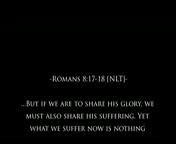 -Romans 8:17-18 {NLT}-
...But if we are to share his glory, we
must also share his suffering. Yet
what we suffer now is nothing